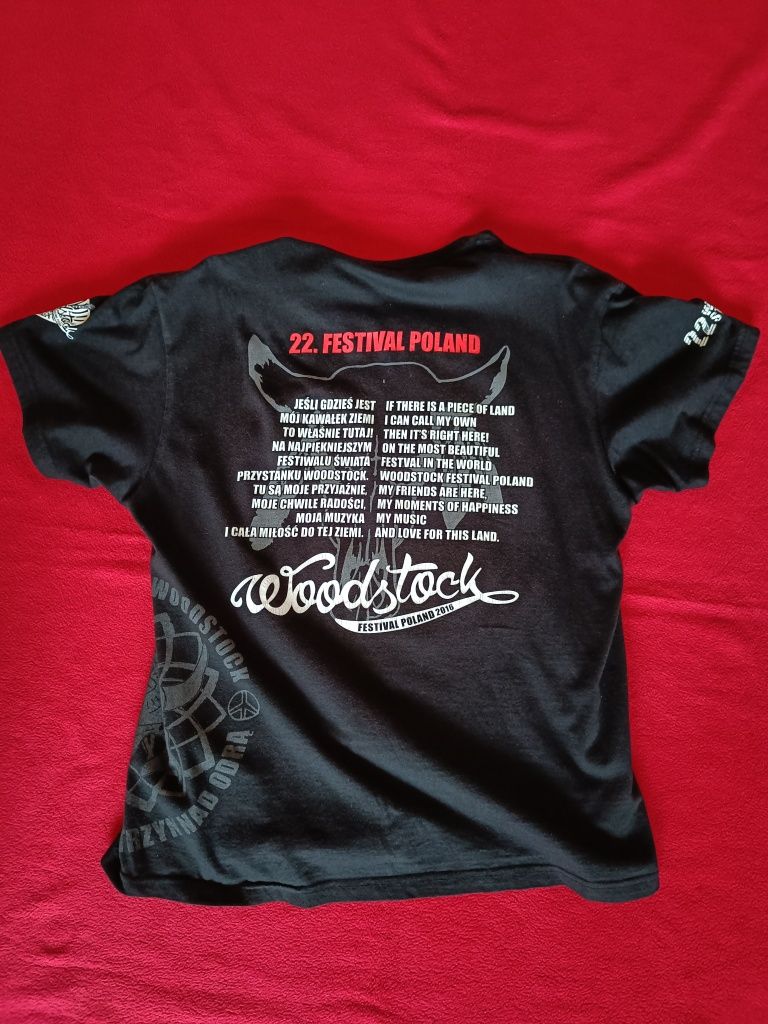 22. FESTIVAL POLAND
JEŚLI GDZIEŚ JEST IF THERE IS A PIECE OF LAND
MÓJ KAWAŁEK ZIEMI I CAN CALL MY OWN
TO WŁAŚNIE TUTAJ! THEN IT'S RIGHT HERE!
NA NAJPIĘKNIEJSZYM ON THE MOST BEAUTIFUL
FESTIWALU ŚWIATA FESTVAL IN THE WORLD
PRZYSTANKU WOODSTOCK. WOODSTOCK FESTIVAL POLAND
TU SĄ MOJE PRZYJAŹNIE, MY FRIENDS ARE HERE,
MOJE CHWILE RADOŚCI, MY MOMENTS OF HAPPINESS
MOJA MUZYKA MY MUSIC
I CAŁA MIŁOŚĆ DO TEJ ZIEMI. AND LOVE FOR THIS LAND.
Woodstock
FESTIVAL POLAND 2016
WOODSTOCK
NAD ODRĄ
22